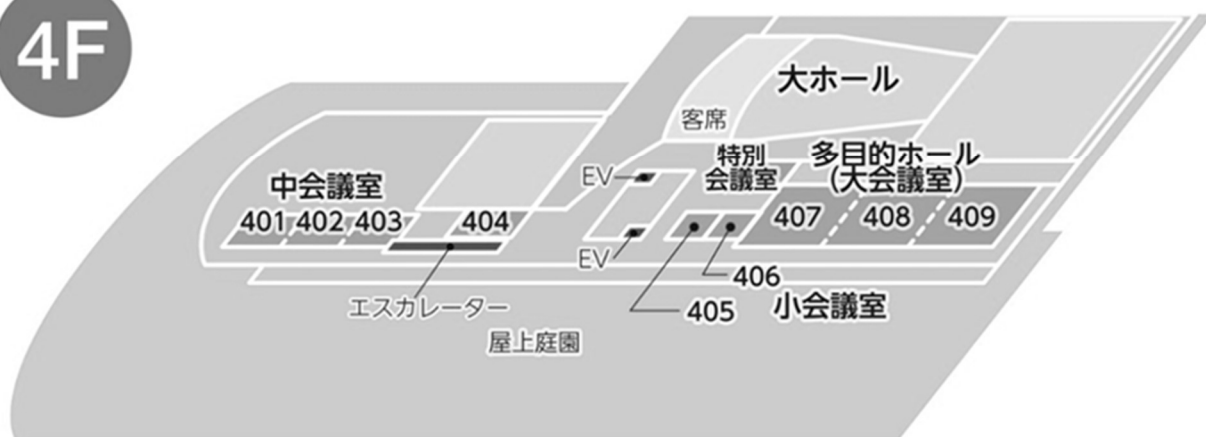 4F
大ホール
客席
特別
会議室
多目的ホール
(大会議室)
EV
中会議室
401 402 403
404
407 408 409
EV
406
405
小会議室
エスカレーター
屋上庭園